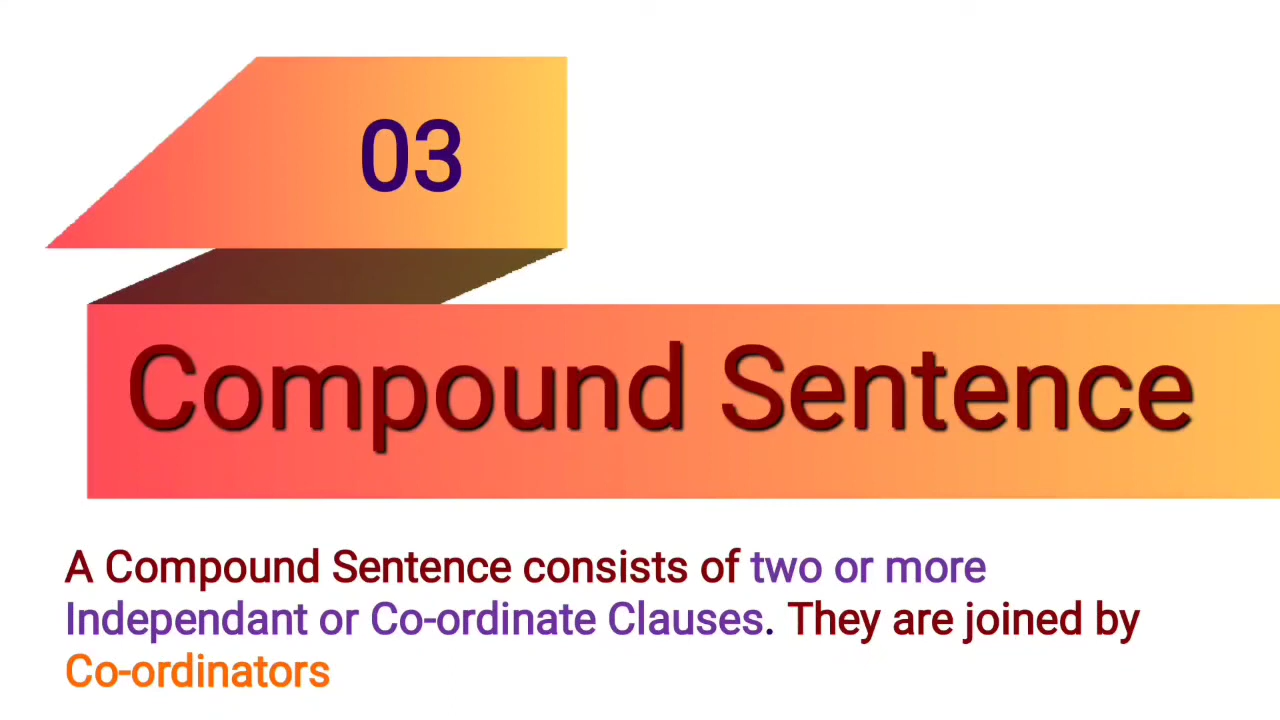 03
Compound Sentence
A Compound Sentence consists of two or more
Independant or Co-ordinate Clauses. They are joined by
Co-ordinators